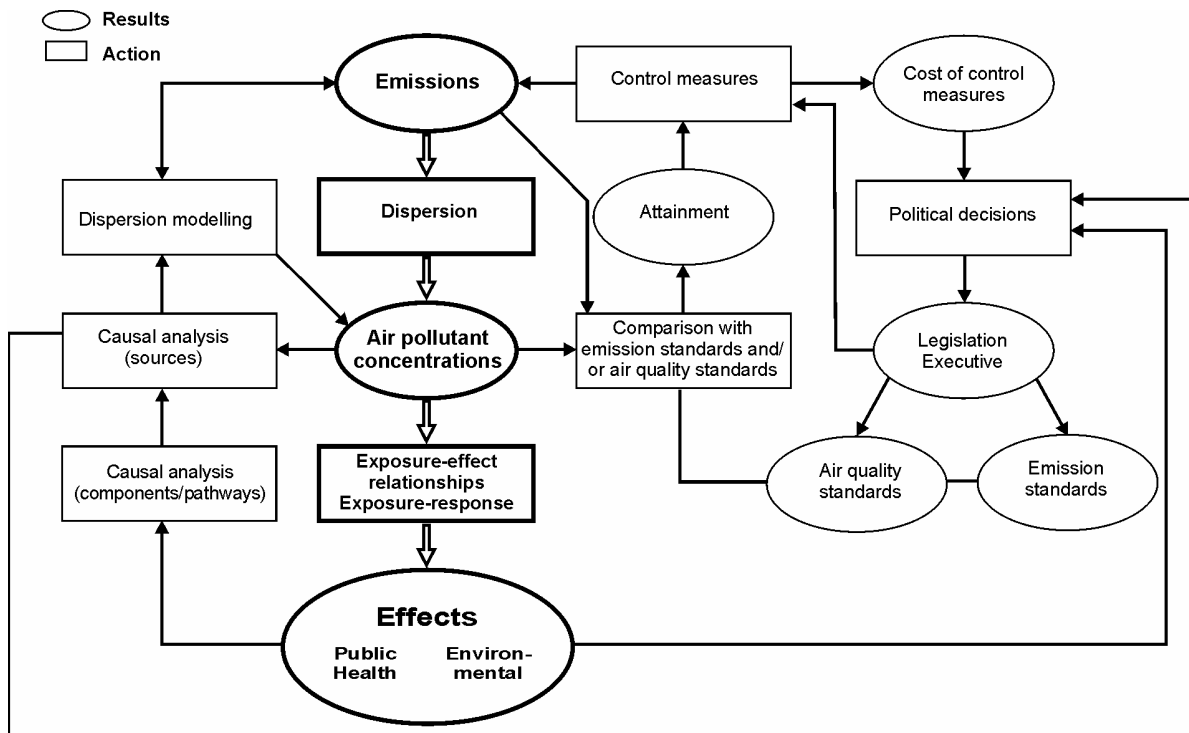 Results
Action
Emissions
Control measures
Cost of control
measures
Dispersion modelling
Dispersion
Attainment
Political decisions
Causal analysis
(sources)
Air pollutant
concentrations
Comparison with
emission standards and/
or air quality standards
Legislation
Executive
Causal analysis
(components/pathways)
Exposure-effect
relationships
Exposure-response
Air quality
standards
Emission
standards
Effects
Public
Health
Environ-
mental